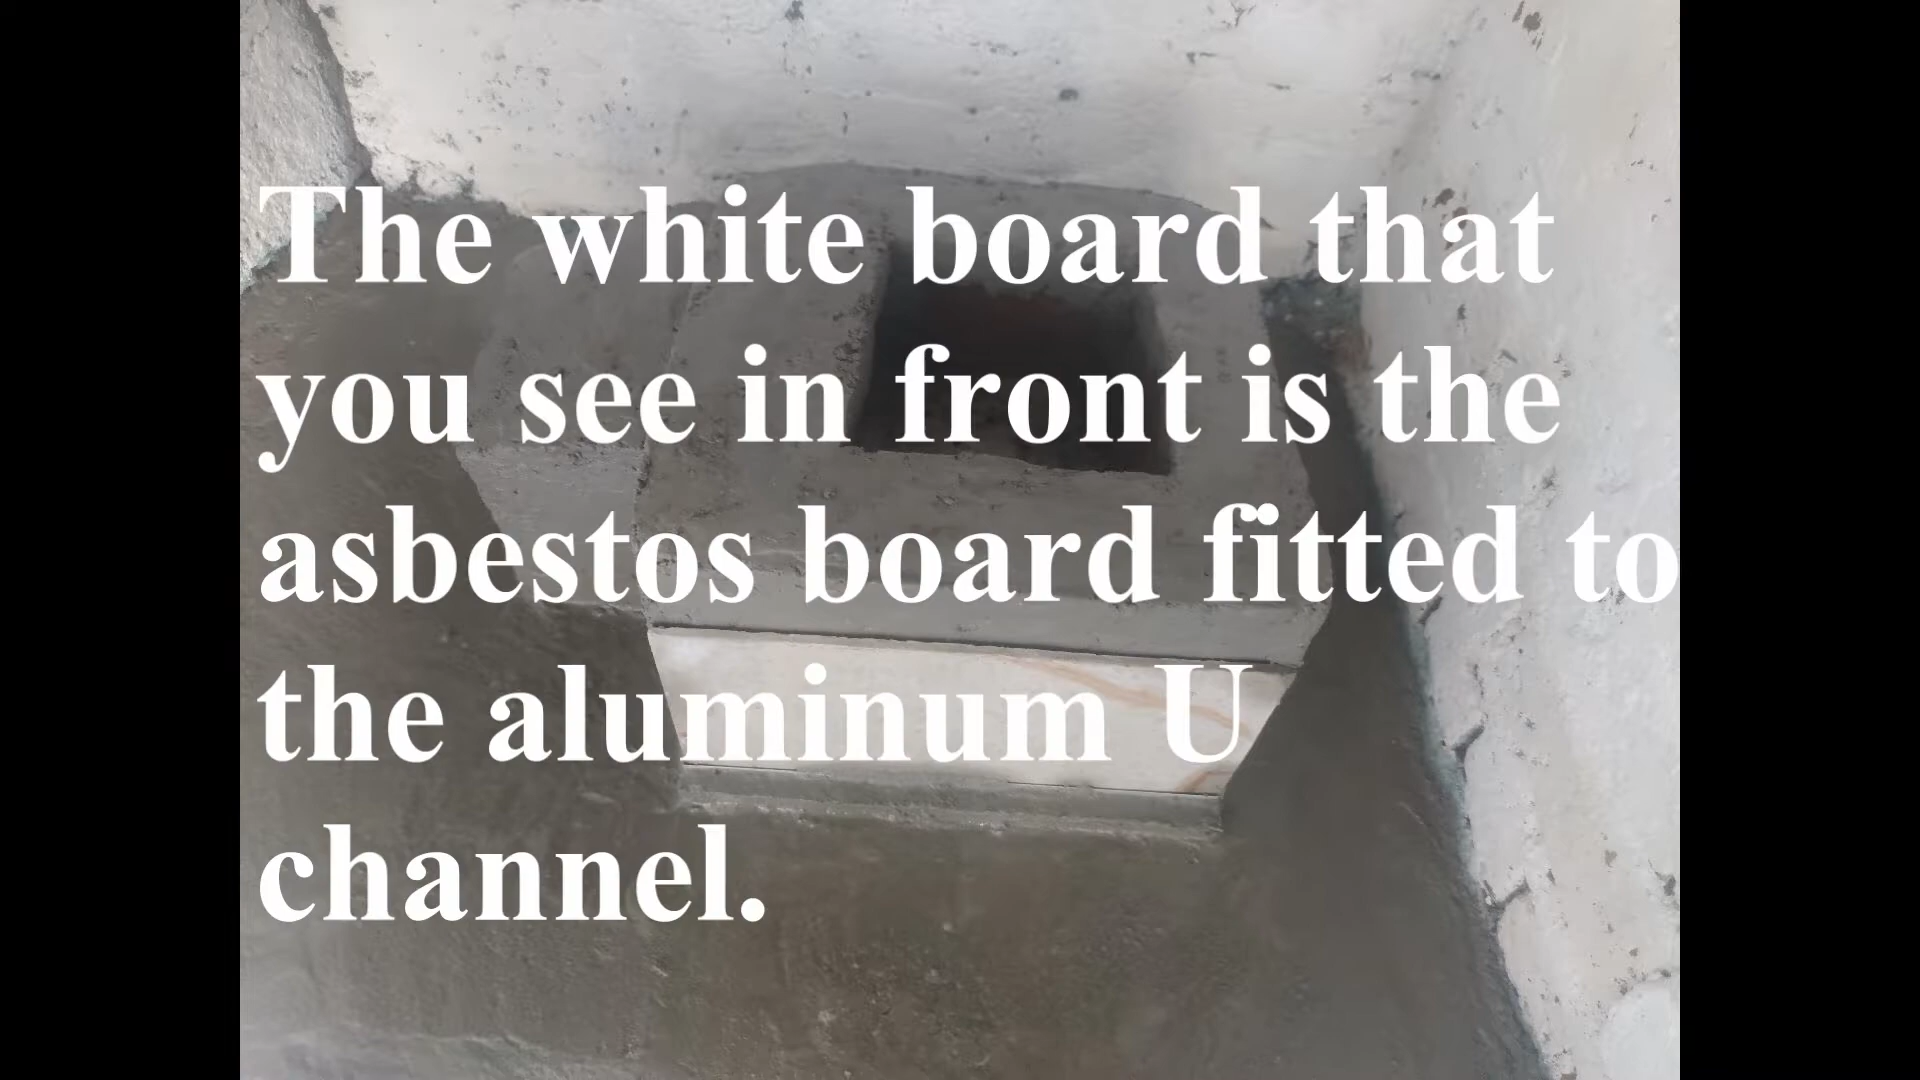 The white board that
you see in front is the
asbestos board fitted to
the aluminum U
channel.